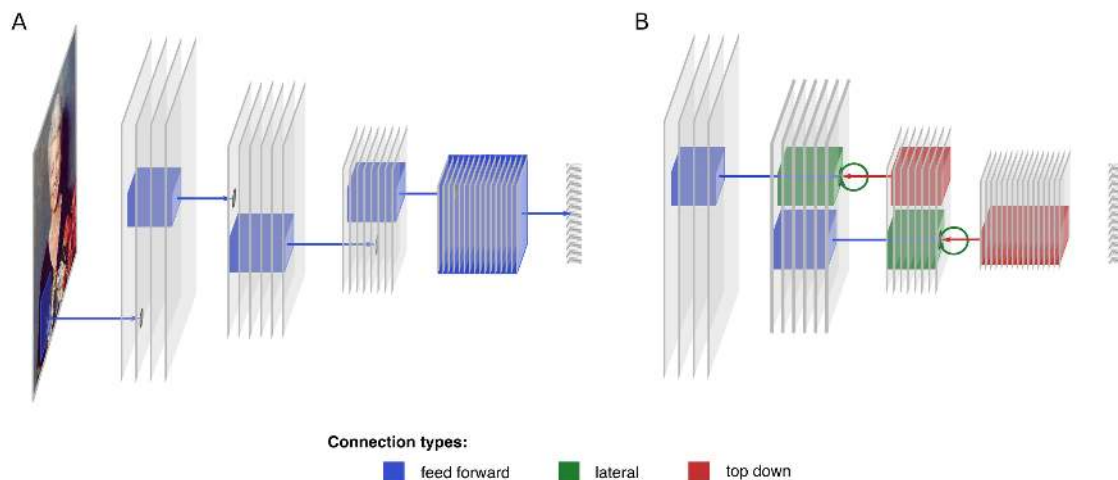 A
B
Connection types:
feed forward
lateral
top down